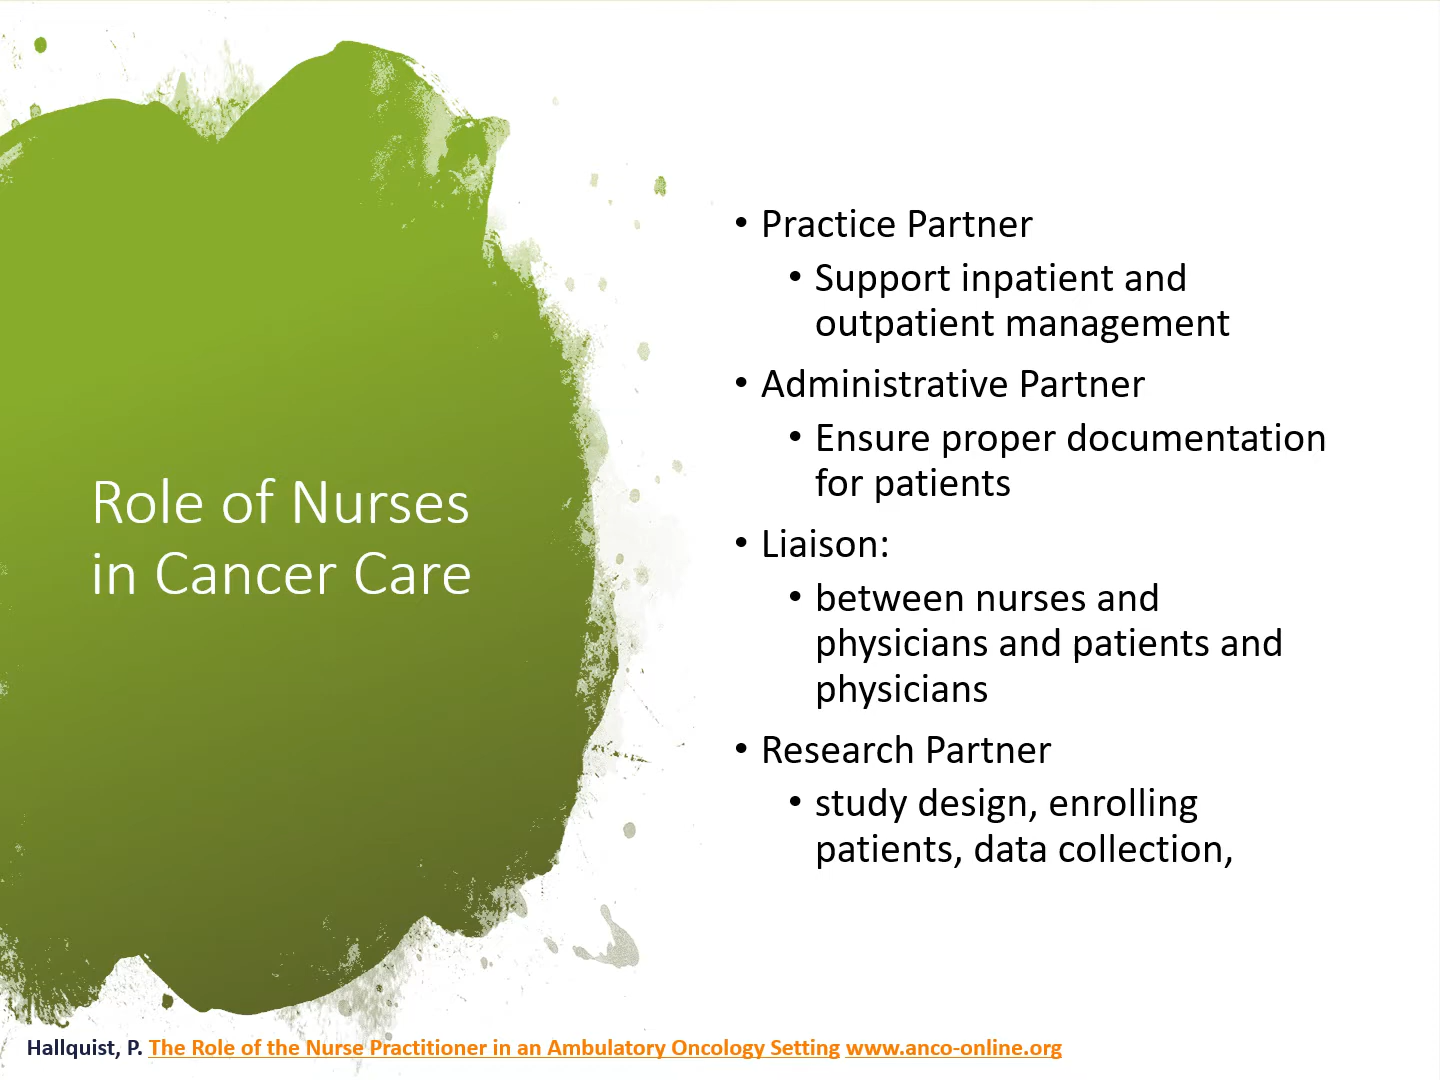 Role of Nurses
in Cancer Care
• Practice Partner
• Support inpatient and
outpatient management
• Administrative Partner
• Ensure proper documentation
for patients
• Liaison:
• between nurses and
physicians and patients and
physicians
• Research Partner
• study design, enrolling
patients, data collection,
Hallquist, P. The Role of the Nurse Practitioner in an Ambulatory Oncology Setting www.anco-online.org